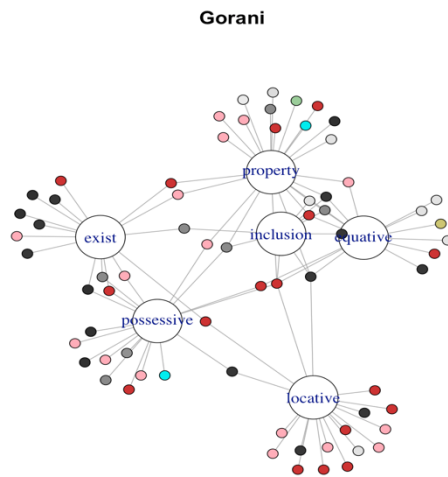 Gorani
property
exist
inclusion
equative
possessive
locative